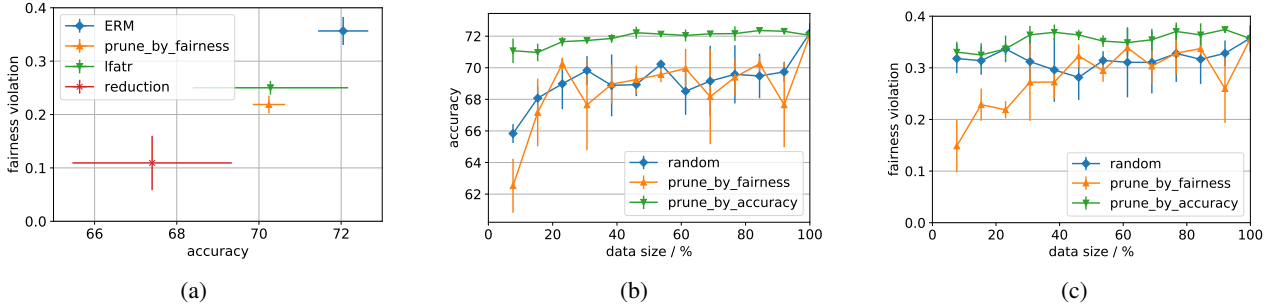 0.4
0.3
0.2
0.1
0.0
fairness violation
ERM
prune_by_fairness
lfatr
reduction
66
68
70
72
accuracy
(a)
72
70
68
66
64
62
accuracy
random
prune_by_fairness
prune_by_accuracy
0
20
40
60
80
100
data size / %
(b)
0.4
0.3
0.2
0.1
0.0
fairness violation
random
prune_by_fairness
prune_by_accuracy
0
20
40
60
80
100
data size / %
(c)